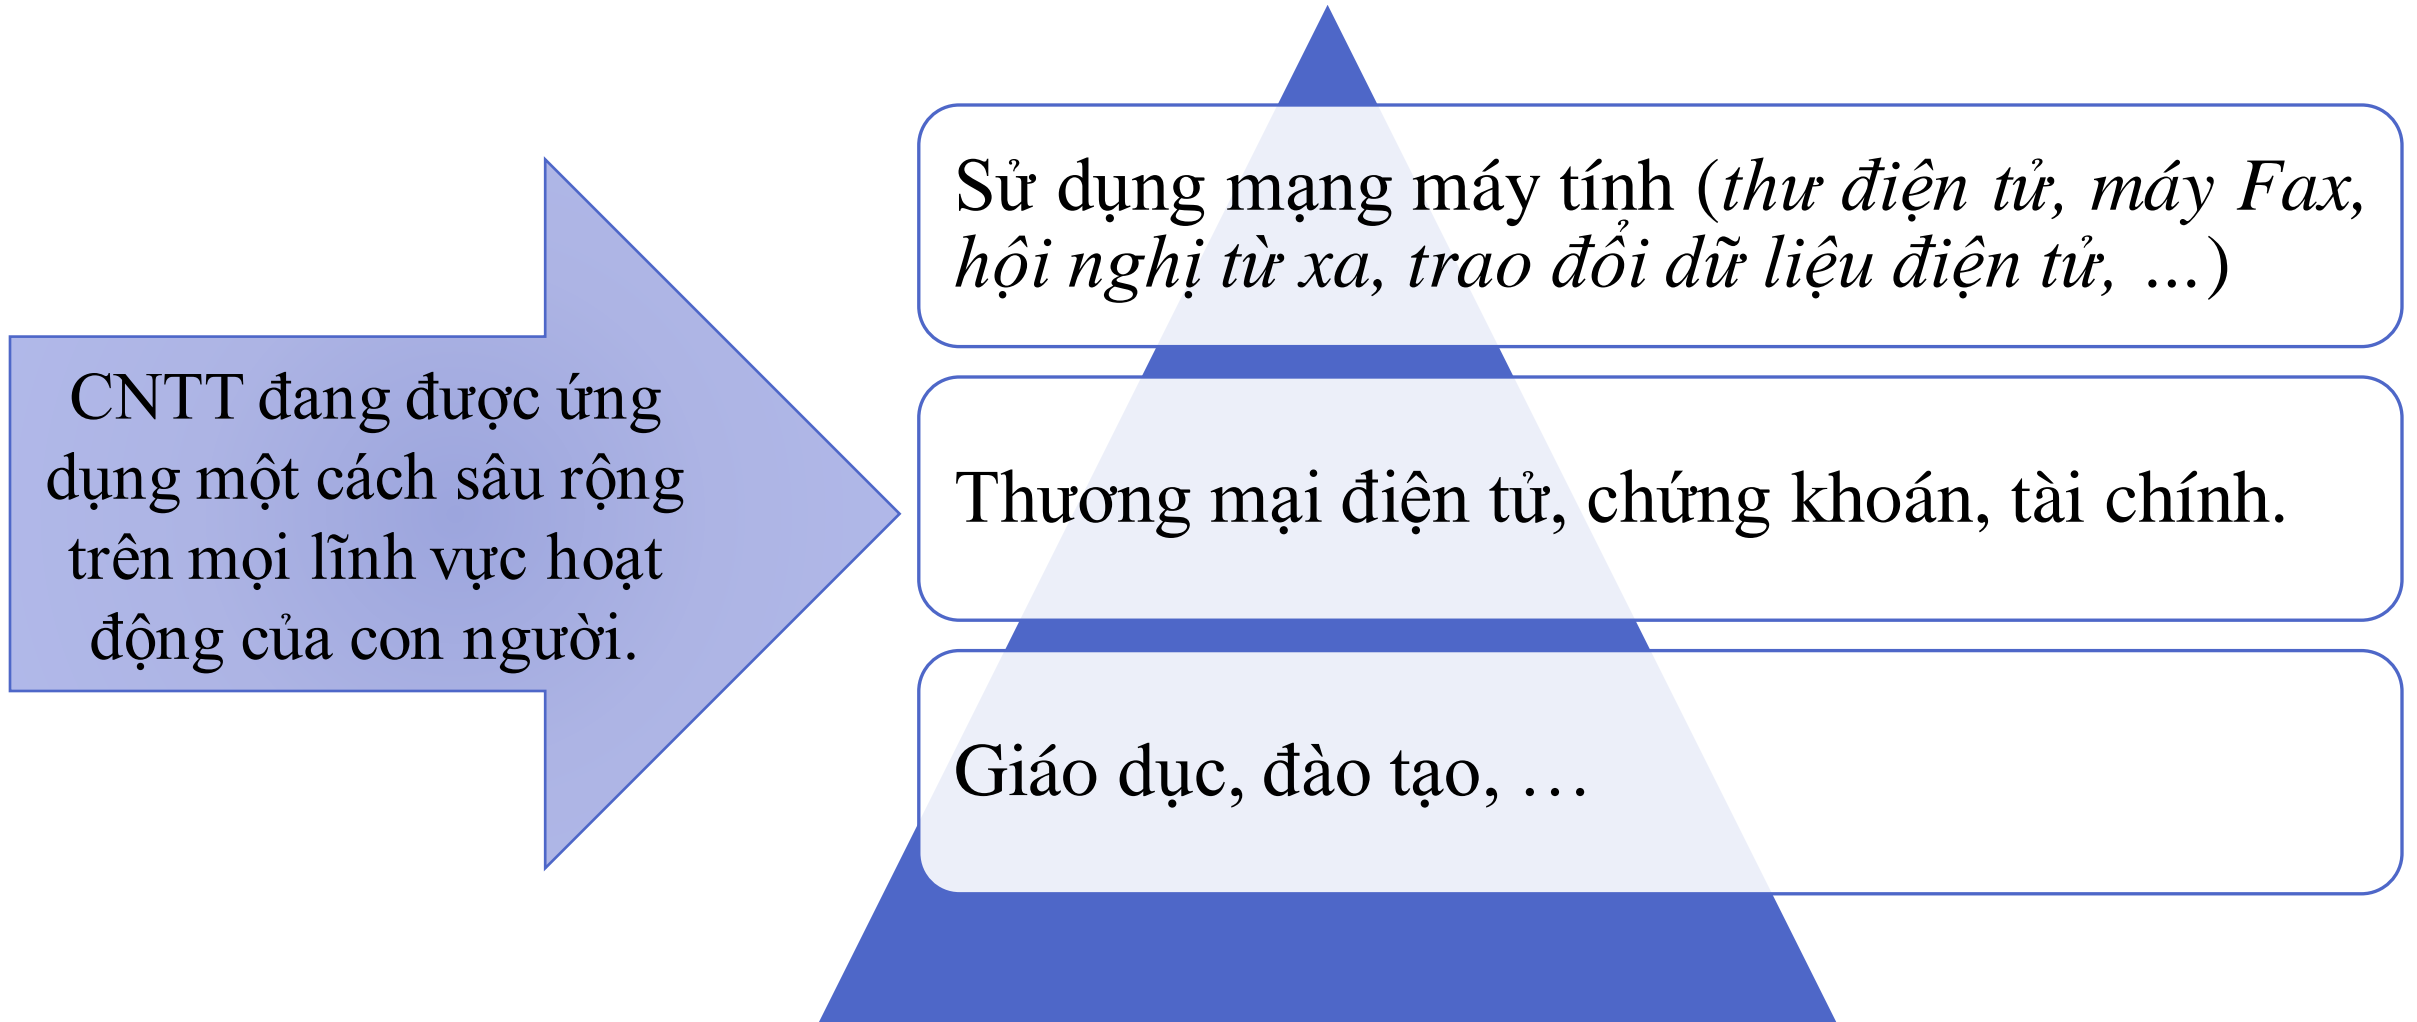 CNTT đang được ứng
dụng một cách sâu rộng
trên mọi lĩnh vực hoạt
động của con người.
Sử dụng mạng máy tính (thư điện tử, máy Fax,
hội nghị từ xa, trao đổi dữ liệu điện tử, …)
Thương mại điện tử, chứng khoán, tài chính.
Giáo dục, đào tạo, …